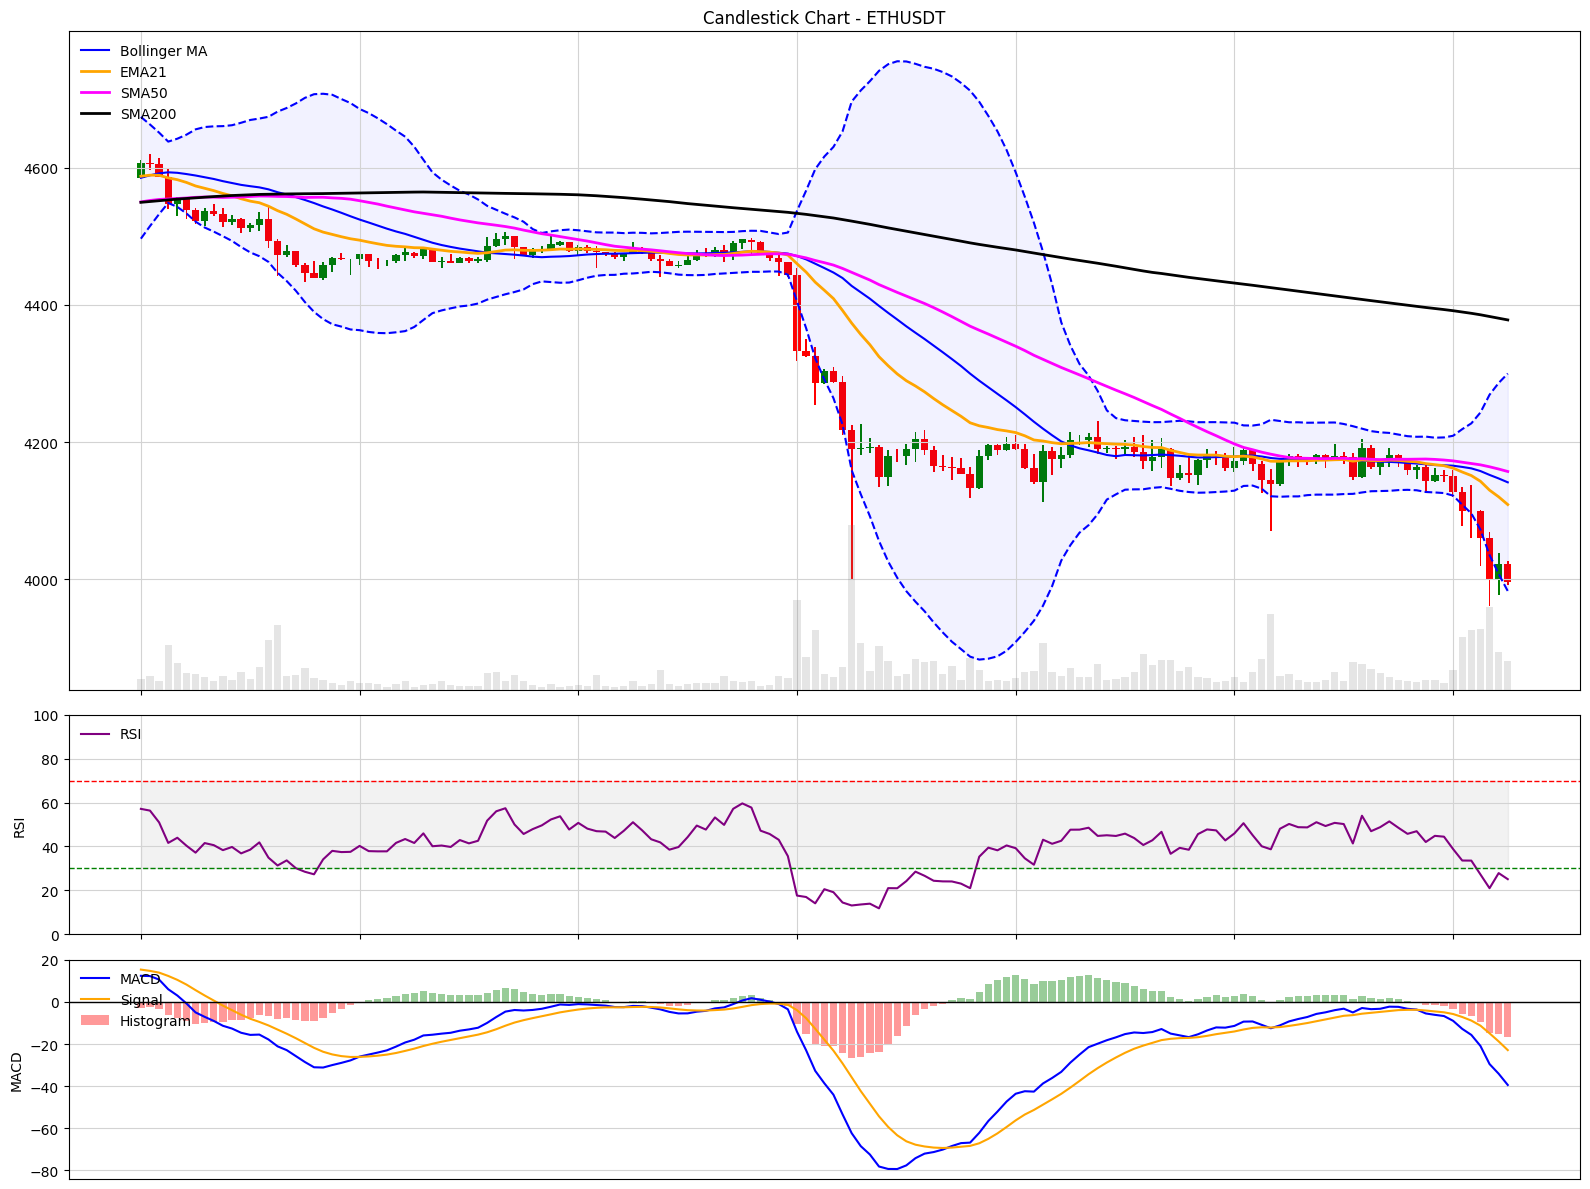 Candlestick Chart - ETHUSDT
Bollinger MA
EMA21
SMA50
SMA200
4600
4400
4200
4000
RSI
100
80
60
40
20
0
RSI
MACD
Signal
Histogram
20
0
−20
−40
−60
−80
MACD